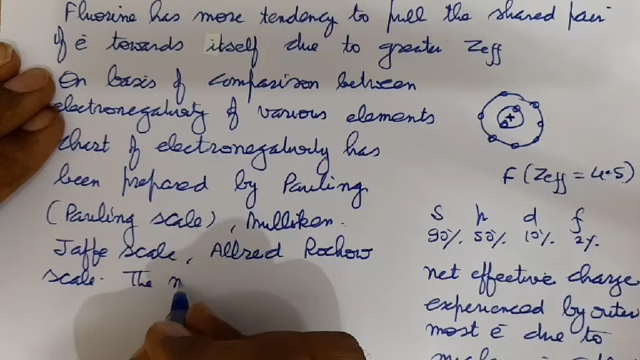 Fluorine has more tendency to pull the shared pair
of e towards itself due to greater Zeff
On basis of comparison between
electronegativity of various elements
chart of electronegativity has
been prepared by Pauling
(Pauling scale), Mulliken
Jaffe scale, Allred Rochow
scale. The
+
F (Zeff = 4.5)
S p d f
90% 50% 10% 2%
net effective charge
experienced by outer
most e due to